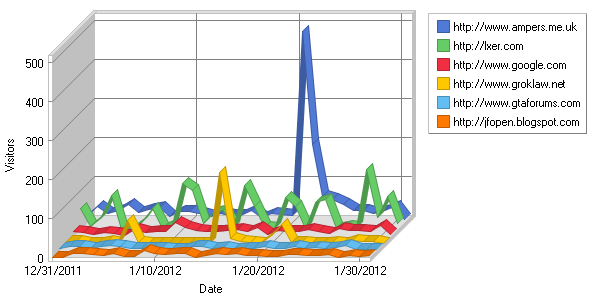 http://www.ampers.me.uk
http://lxer.com
http://www.google.com
http://www.groklaw.net
http://www.gtaforums.com
http://jfopen.blogspot.com
Visitors
500
400
300
200
100
0
12/31/2011 1/10/2012 1/20/2012 1/30/2012
Date